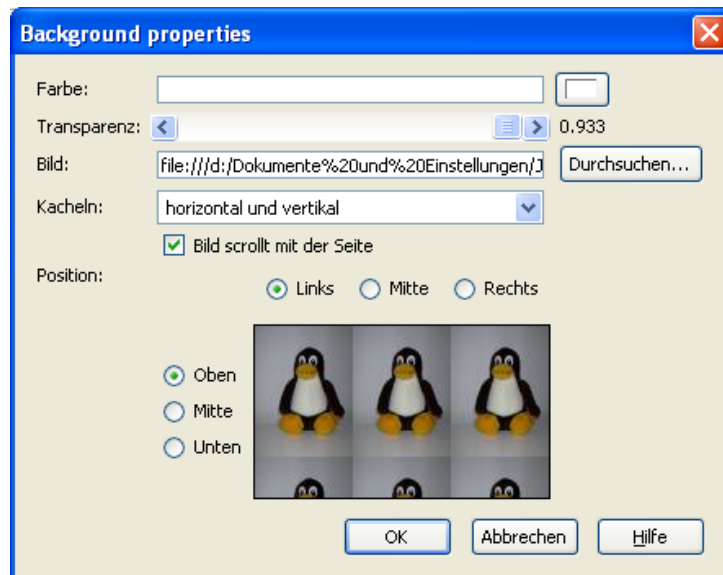 Background properties
Farbe:
Transparenz: 0.933
Bild: file:///d:/Dokumente%20und%20Einstellungen/J Durchsuchen...
Kacheln: horizontal und vertikal
Bild scrollt mit der Seite
Position:
Links Mitte Rechts
Oben
Mitte
Unten
OK Abbrechen Hilfe